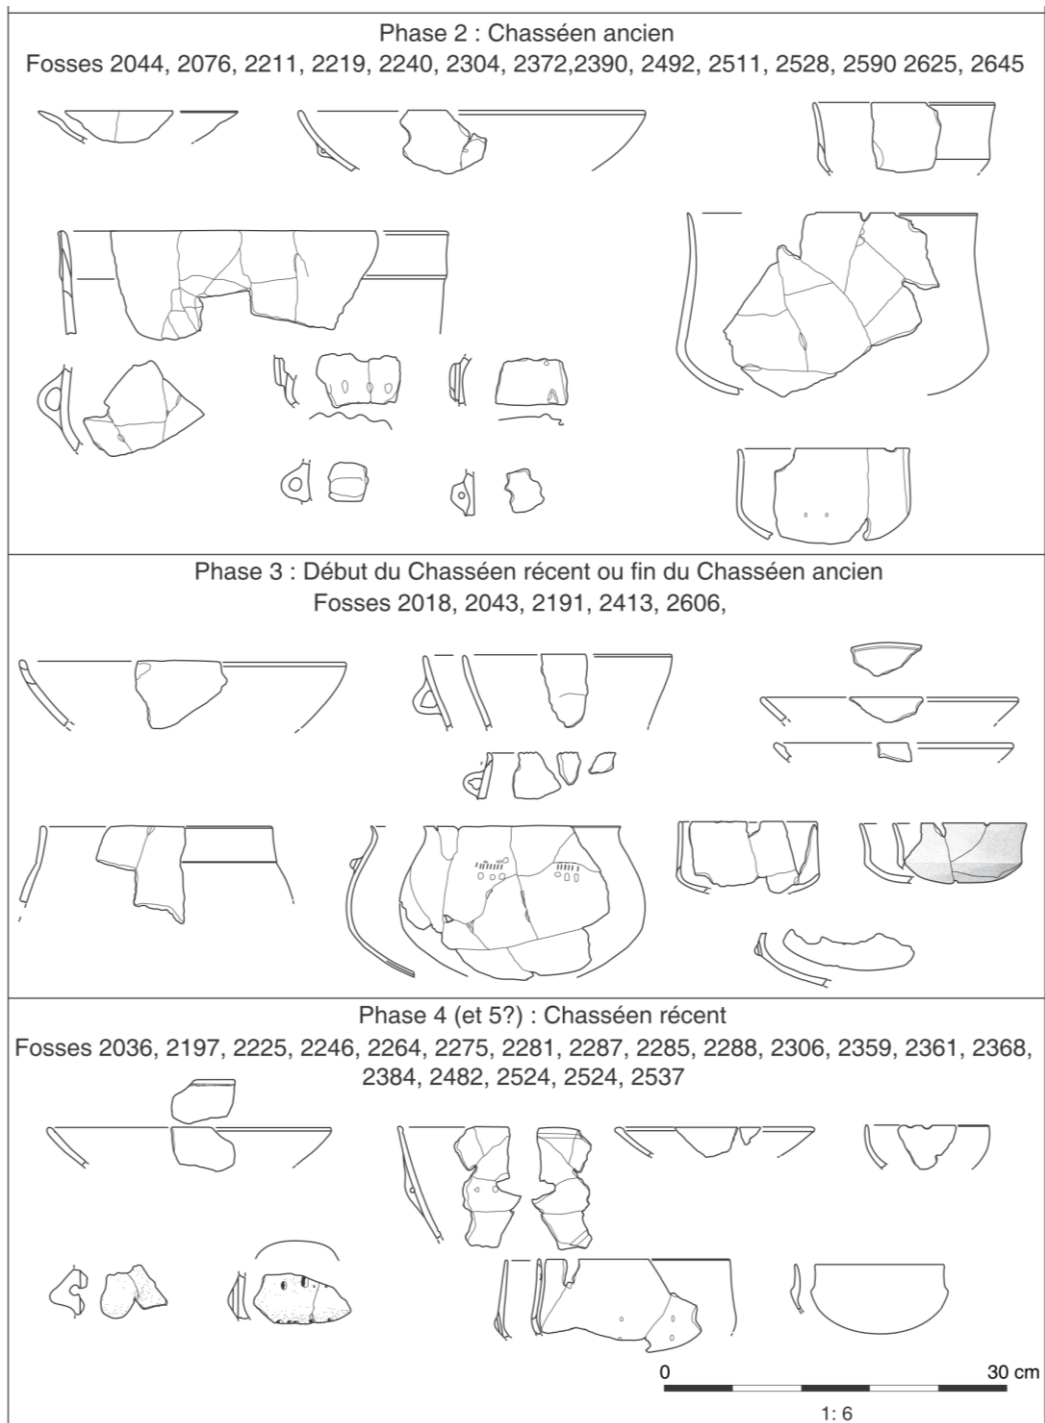 Phase 2 : Chasséen ancien
Fosses 2044, 2076, 2211, 2219, 2240, 2304, 2372,2390, 2492, 2511, 2528, 2590 2625, 2645
Phase 3 : Début du Chasséen récent ou fin du Chasséen ancien
Fosses 2018, 2043, 2191, 2413, 2606,
Phase 4 (et 5?) : Chasséen récent
Fosses 2036, 2197, 2225, 2246, 2264, 2275, 2281, 2287, 2285, 2288, 2306, 2359, 2361, 2368,
2384, 2482, 2524, 2524, 2537
0 30 cm
1: 6